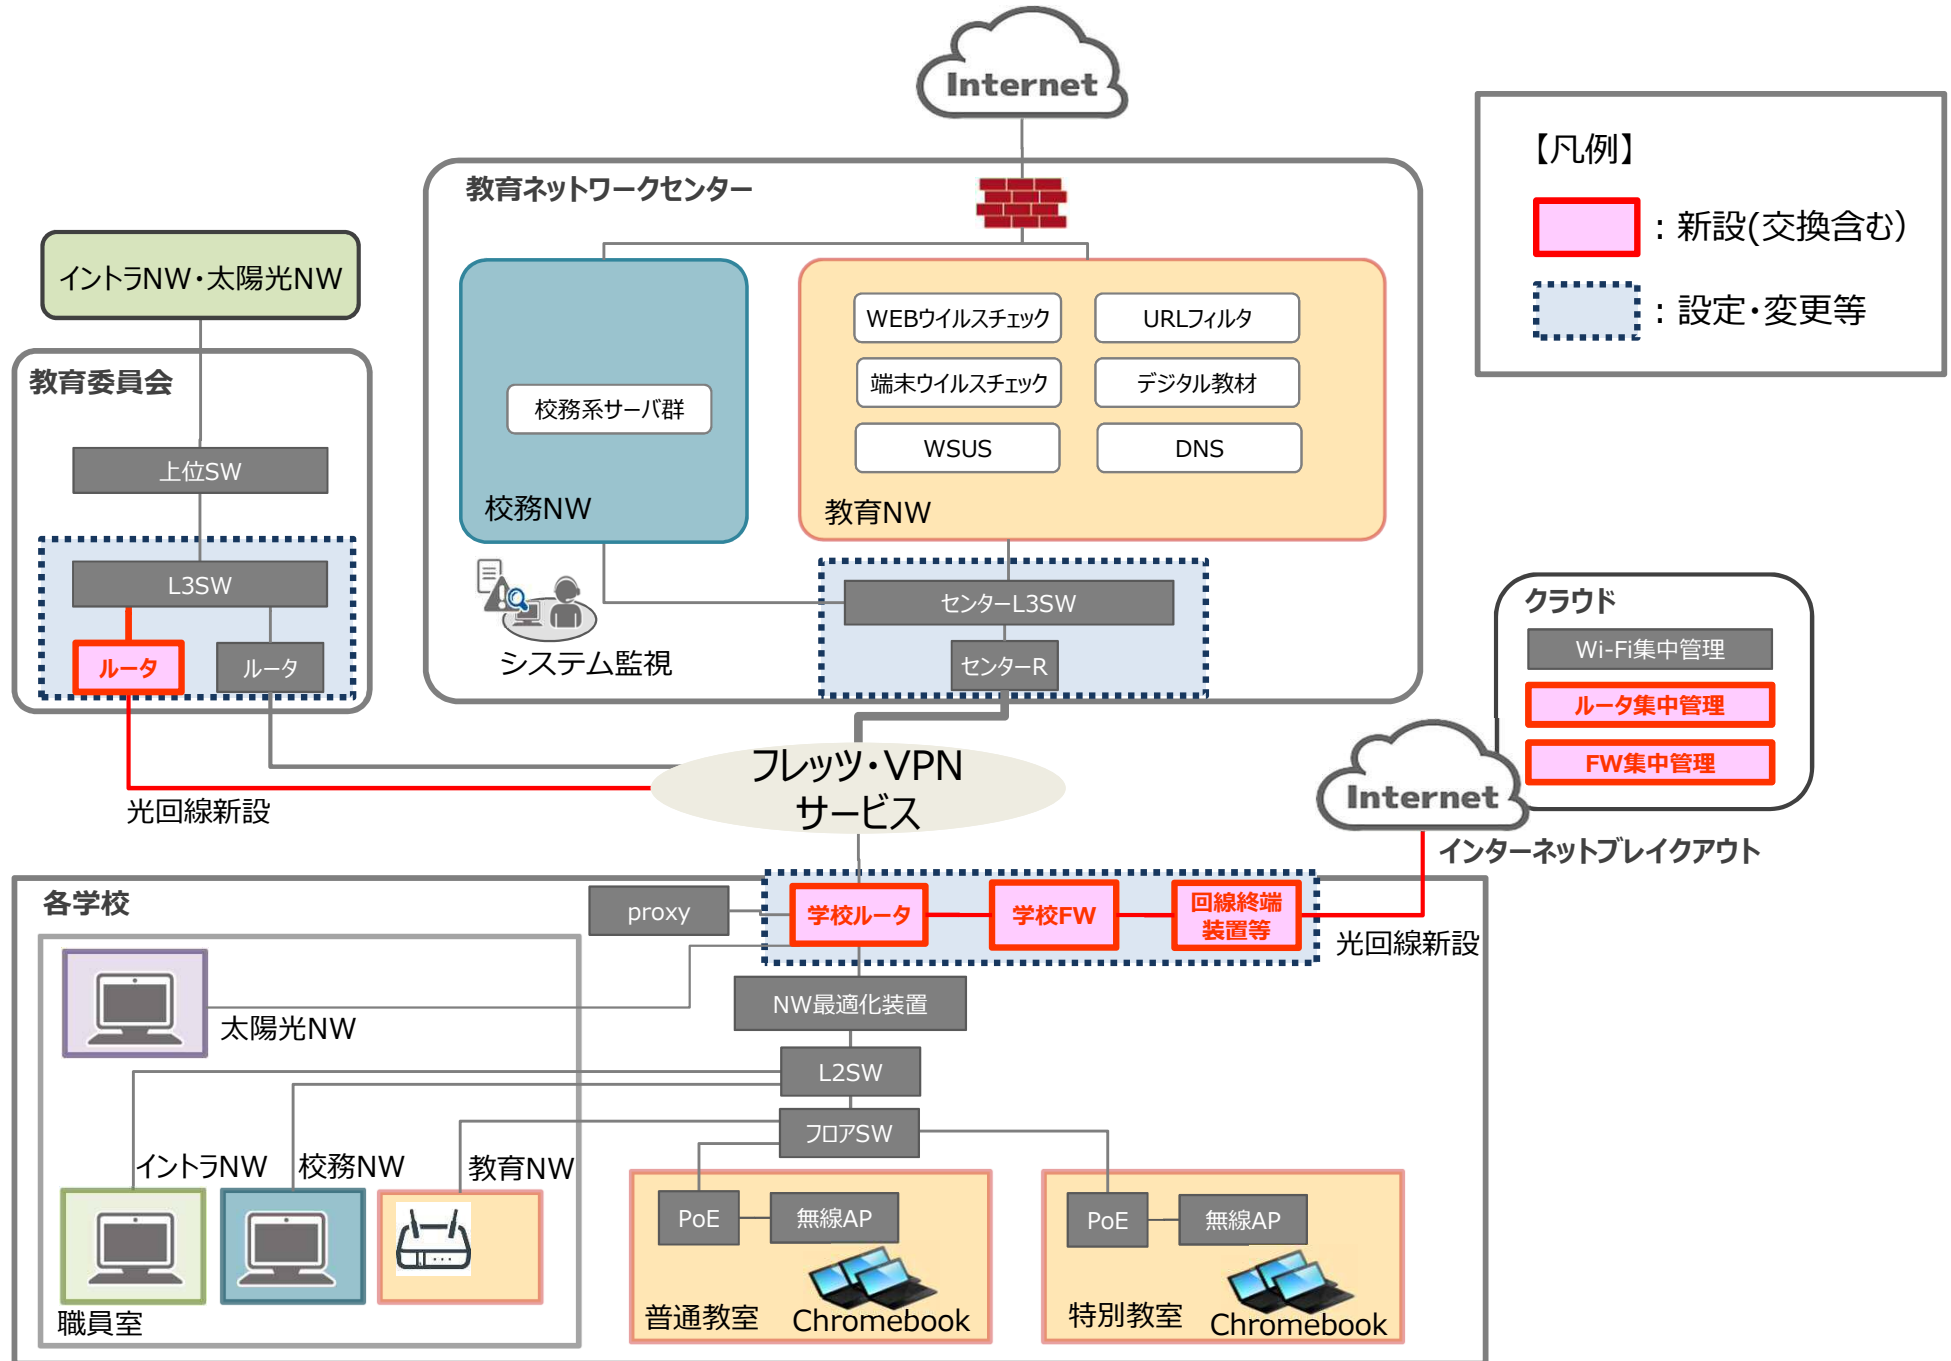 Internet
【凡例】
：新設(交換含む）
：設定・変更等
教育ネットワークセンター
イントラNW・太陽光NW
WEBウイルスチェック
URLフィルタ
端末ウイルスチェック
デジタル教材
WSUS
DNS
校務系サーバ群
校務NW
教育NW
教育委員会
上位SW
L3SW
ルータ
ルータ
センターL3SW
センターR
システム監視
クラウド
Wi-Fi集中管理
ルータ集中管理
FW集中管理
Internet
インターネットブレイクアウト
フレッツ・VPN
サービス
光回線新設
各学校
proxy
学校ルータ
学校FW
回線終端
装置等
光回線新設
NW最適化装置
太陽光NW
L2SW
フロアSW
イントラNW
校務NW
教育NW
PoE
無線AP
PoE
無線AP
職員室
普通教室
Chromebook
特別教室
Chromebook